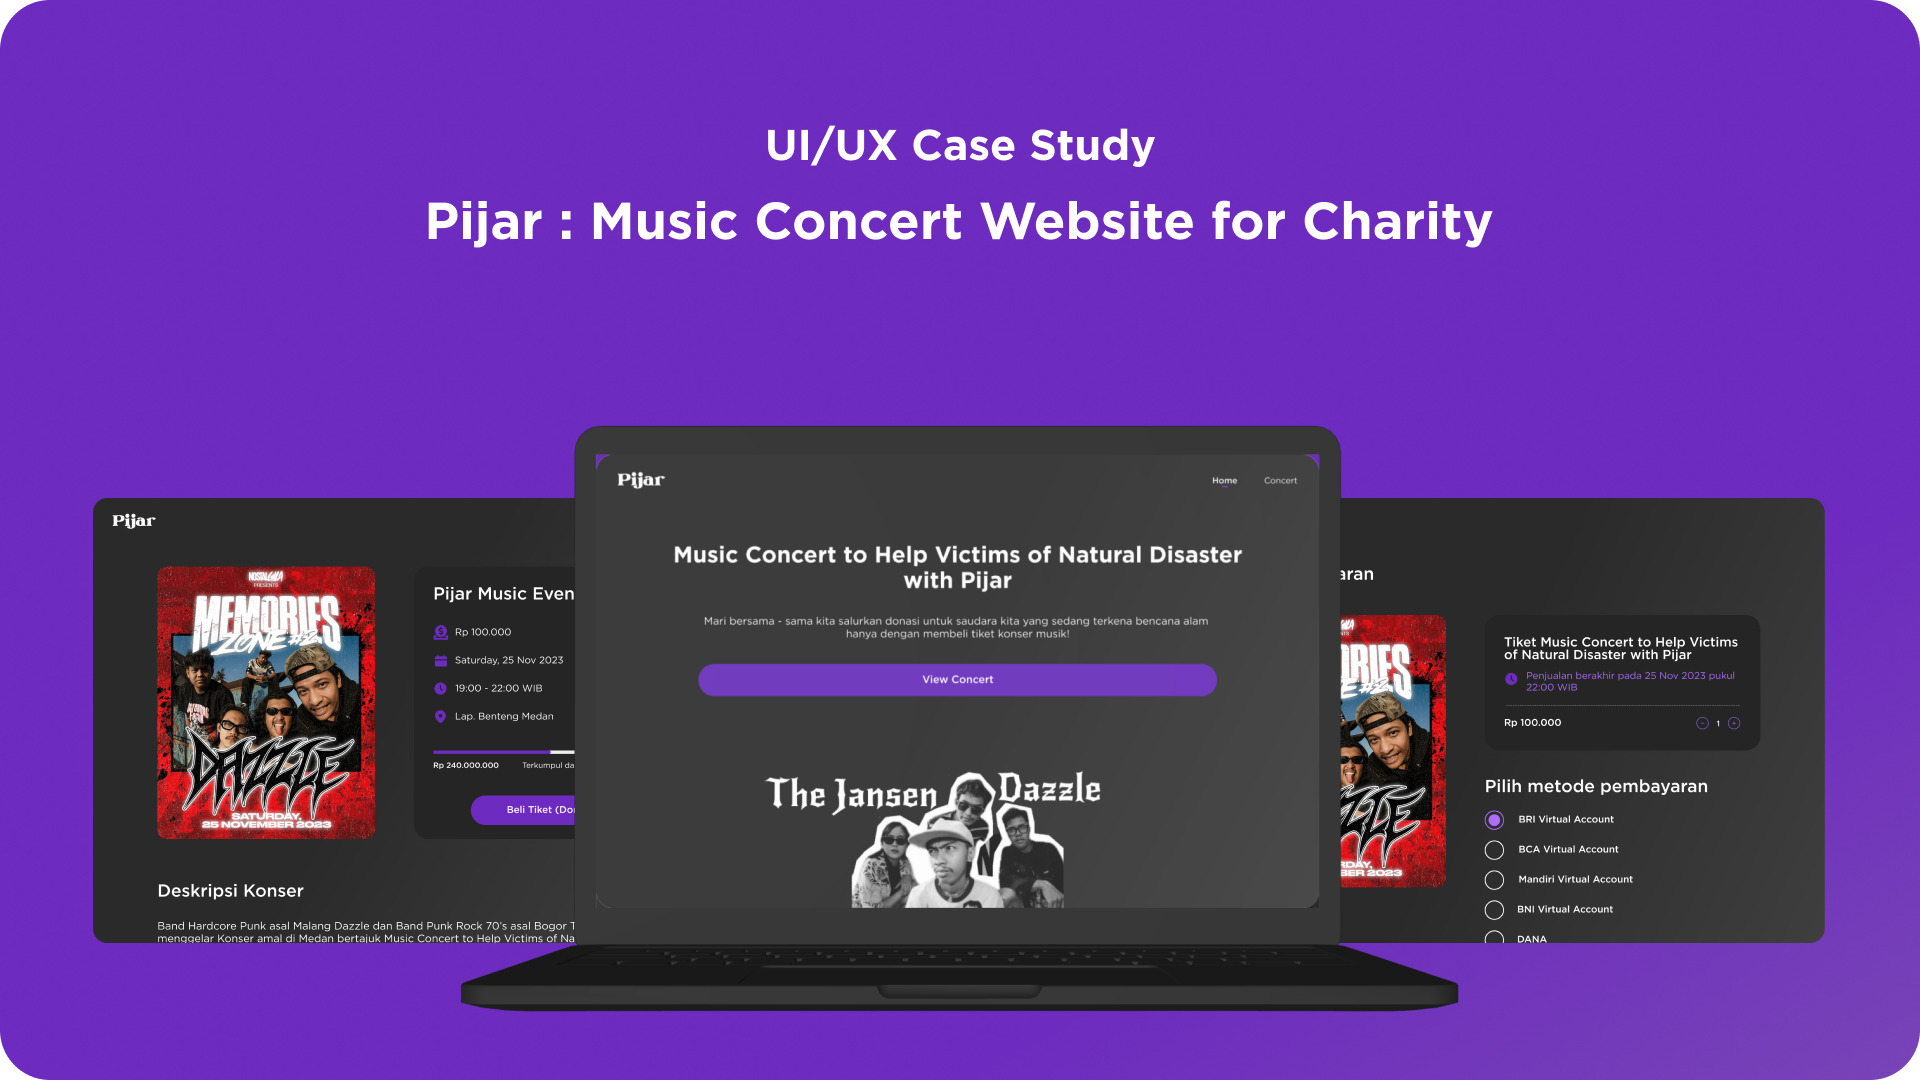 UI/UX Case Study
Pijar : Music Concert Website for Charity
Pijar
NOSTALGILA
PRESENTS
MEMORIES
ZONE #2
DAZZLE
SATURDAY,
25 NOVEMBER 2023
Pijar Music Even
Rp 100.000
Saturday, 25 Nov 2023
19:00 - 22:00 WIB
Lap. Benteng Medan
Rp 240.000.000 Terkumpul da
Beli Tiket (Do
Deskripsi Konser
Band Hardcore Punk asal Malang Dazzle dan Band Punk Rock 70's asal Bogor T
menggelar Konser amal di Medan bertajuk Music Concert to Help Victims of Na
Pijar
Home Concert
Music Concert to Help Victims of Natural Disaster
with Pijar
Mari bersama - sama kita salurkan donasi untuk saudara kita yang sedang terkena bencana alam
hanya dengan membeli tiket konser musik!
View Concert
The Jansen Dazzle
aran
RIES
E #2
ZLE
DAY,
BER 2023
Tiket Music Concert to Help Victims
of Natural Disaster with Pijar
Penjualan berakhir pada 25 Nov 2023 pukul
22:00 WIB
Rp 100.000 - 1 +
Pilih metode pembayaran
BRI Virtual Account
BCA Virtual Account
Mandiri Virtual Account
BNI Virtual Account
DANA